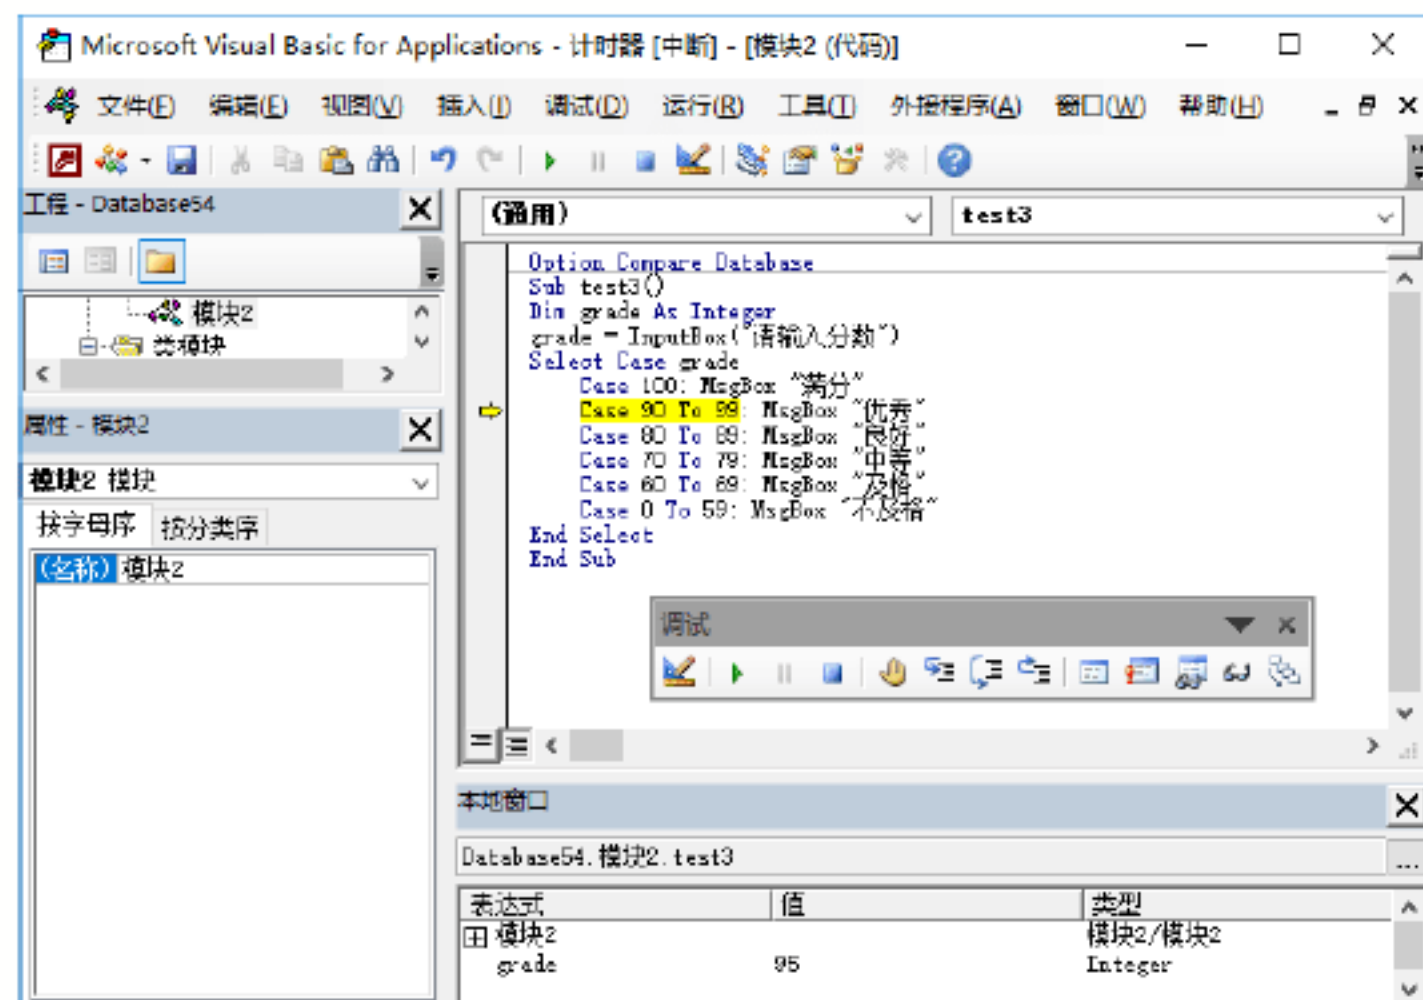 Microsoft Visual Basic for Applications - 计时器 [中断] - [模块2 (代码)]
文件(F) 编辑(E) 视图(V) 插入(I) 调试(D) 运行(R) 工具(T) 外接程序(A) 窗口(W) 帮助(H)
工程 - Database54
模块2
类模块
属性 - 模块2
模块2 模块
按字母序 按分类序
(名称) 模块2
(通用) test3
Option Compare Database
Sub test3()
Dim grade As Integer
grade = InputBox("请输入分数")
Select Case grade
Case 100: MsgBox "满分"
Case 90 To 99: MsgBox "优秀"
Case 80 To 89: MsgBox "良好"
Case 70 To 79: MsgBox "中等"
Case 60 To 69: MsgBox "及格"
Case 0 To 59: MsgBox "不及格"
End Select
End Sub
调试
本地窗口
Database54.模块2.test3
表达式 值 类型
模块2 模块2/模块2
grade 95 Integer